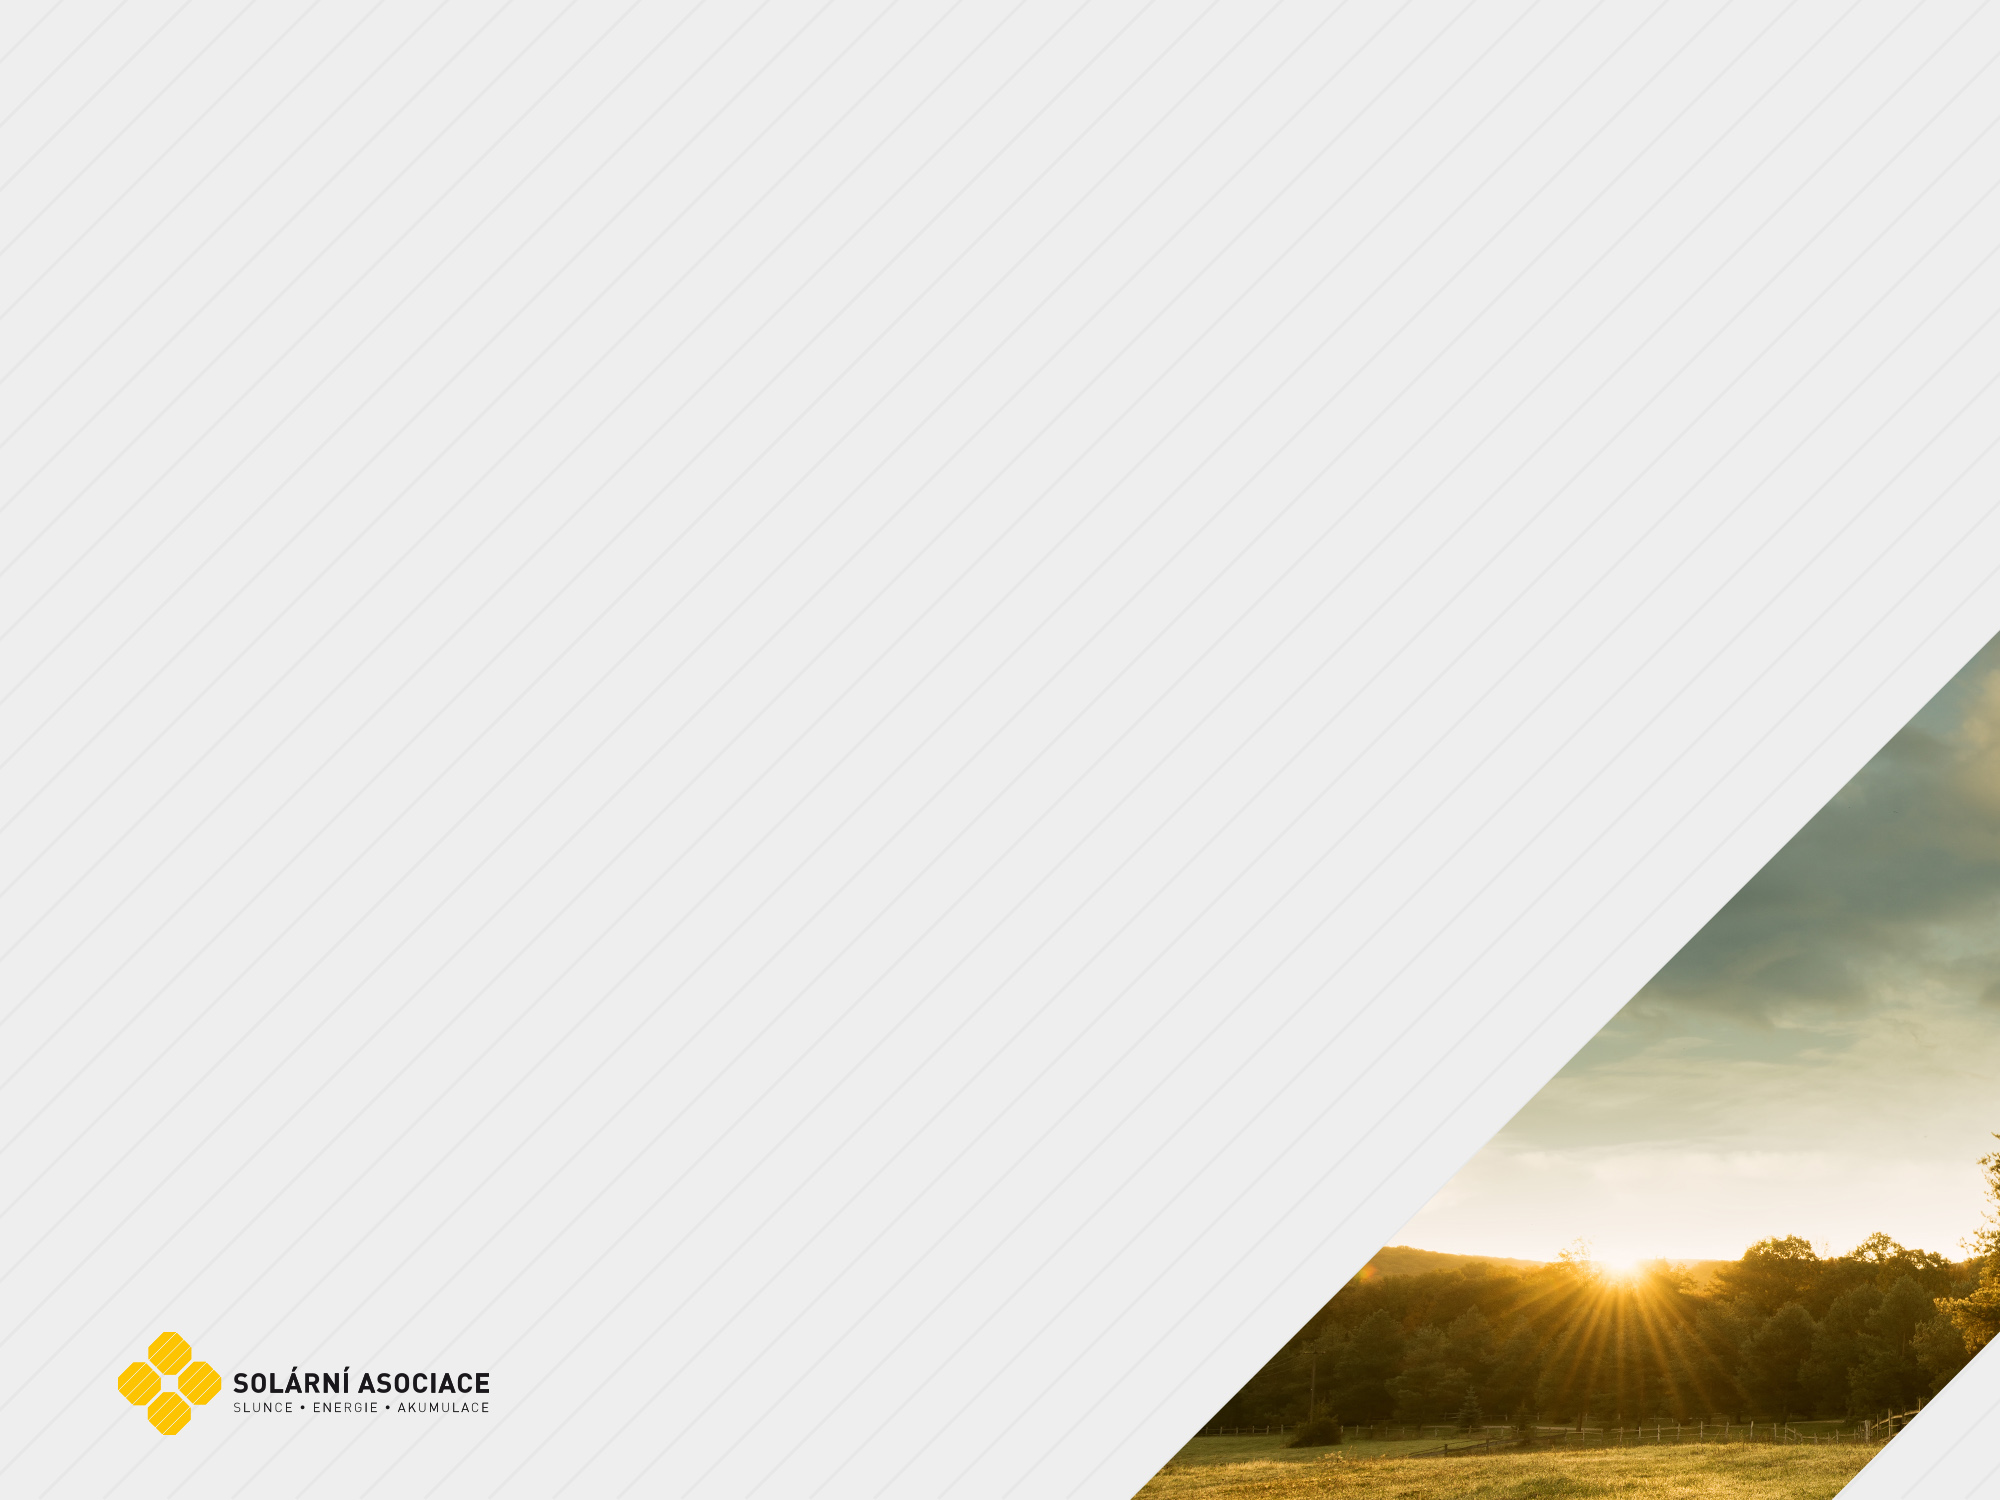 SOLÁRNÍ ASOCIACE
SLUNCE • ENERGIE • AKUMULACE